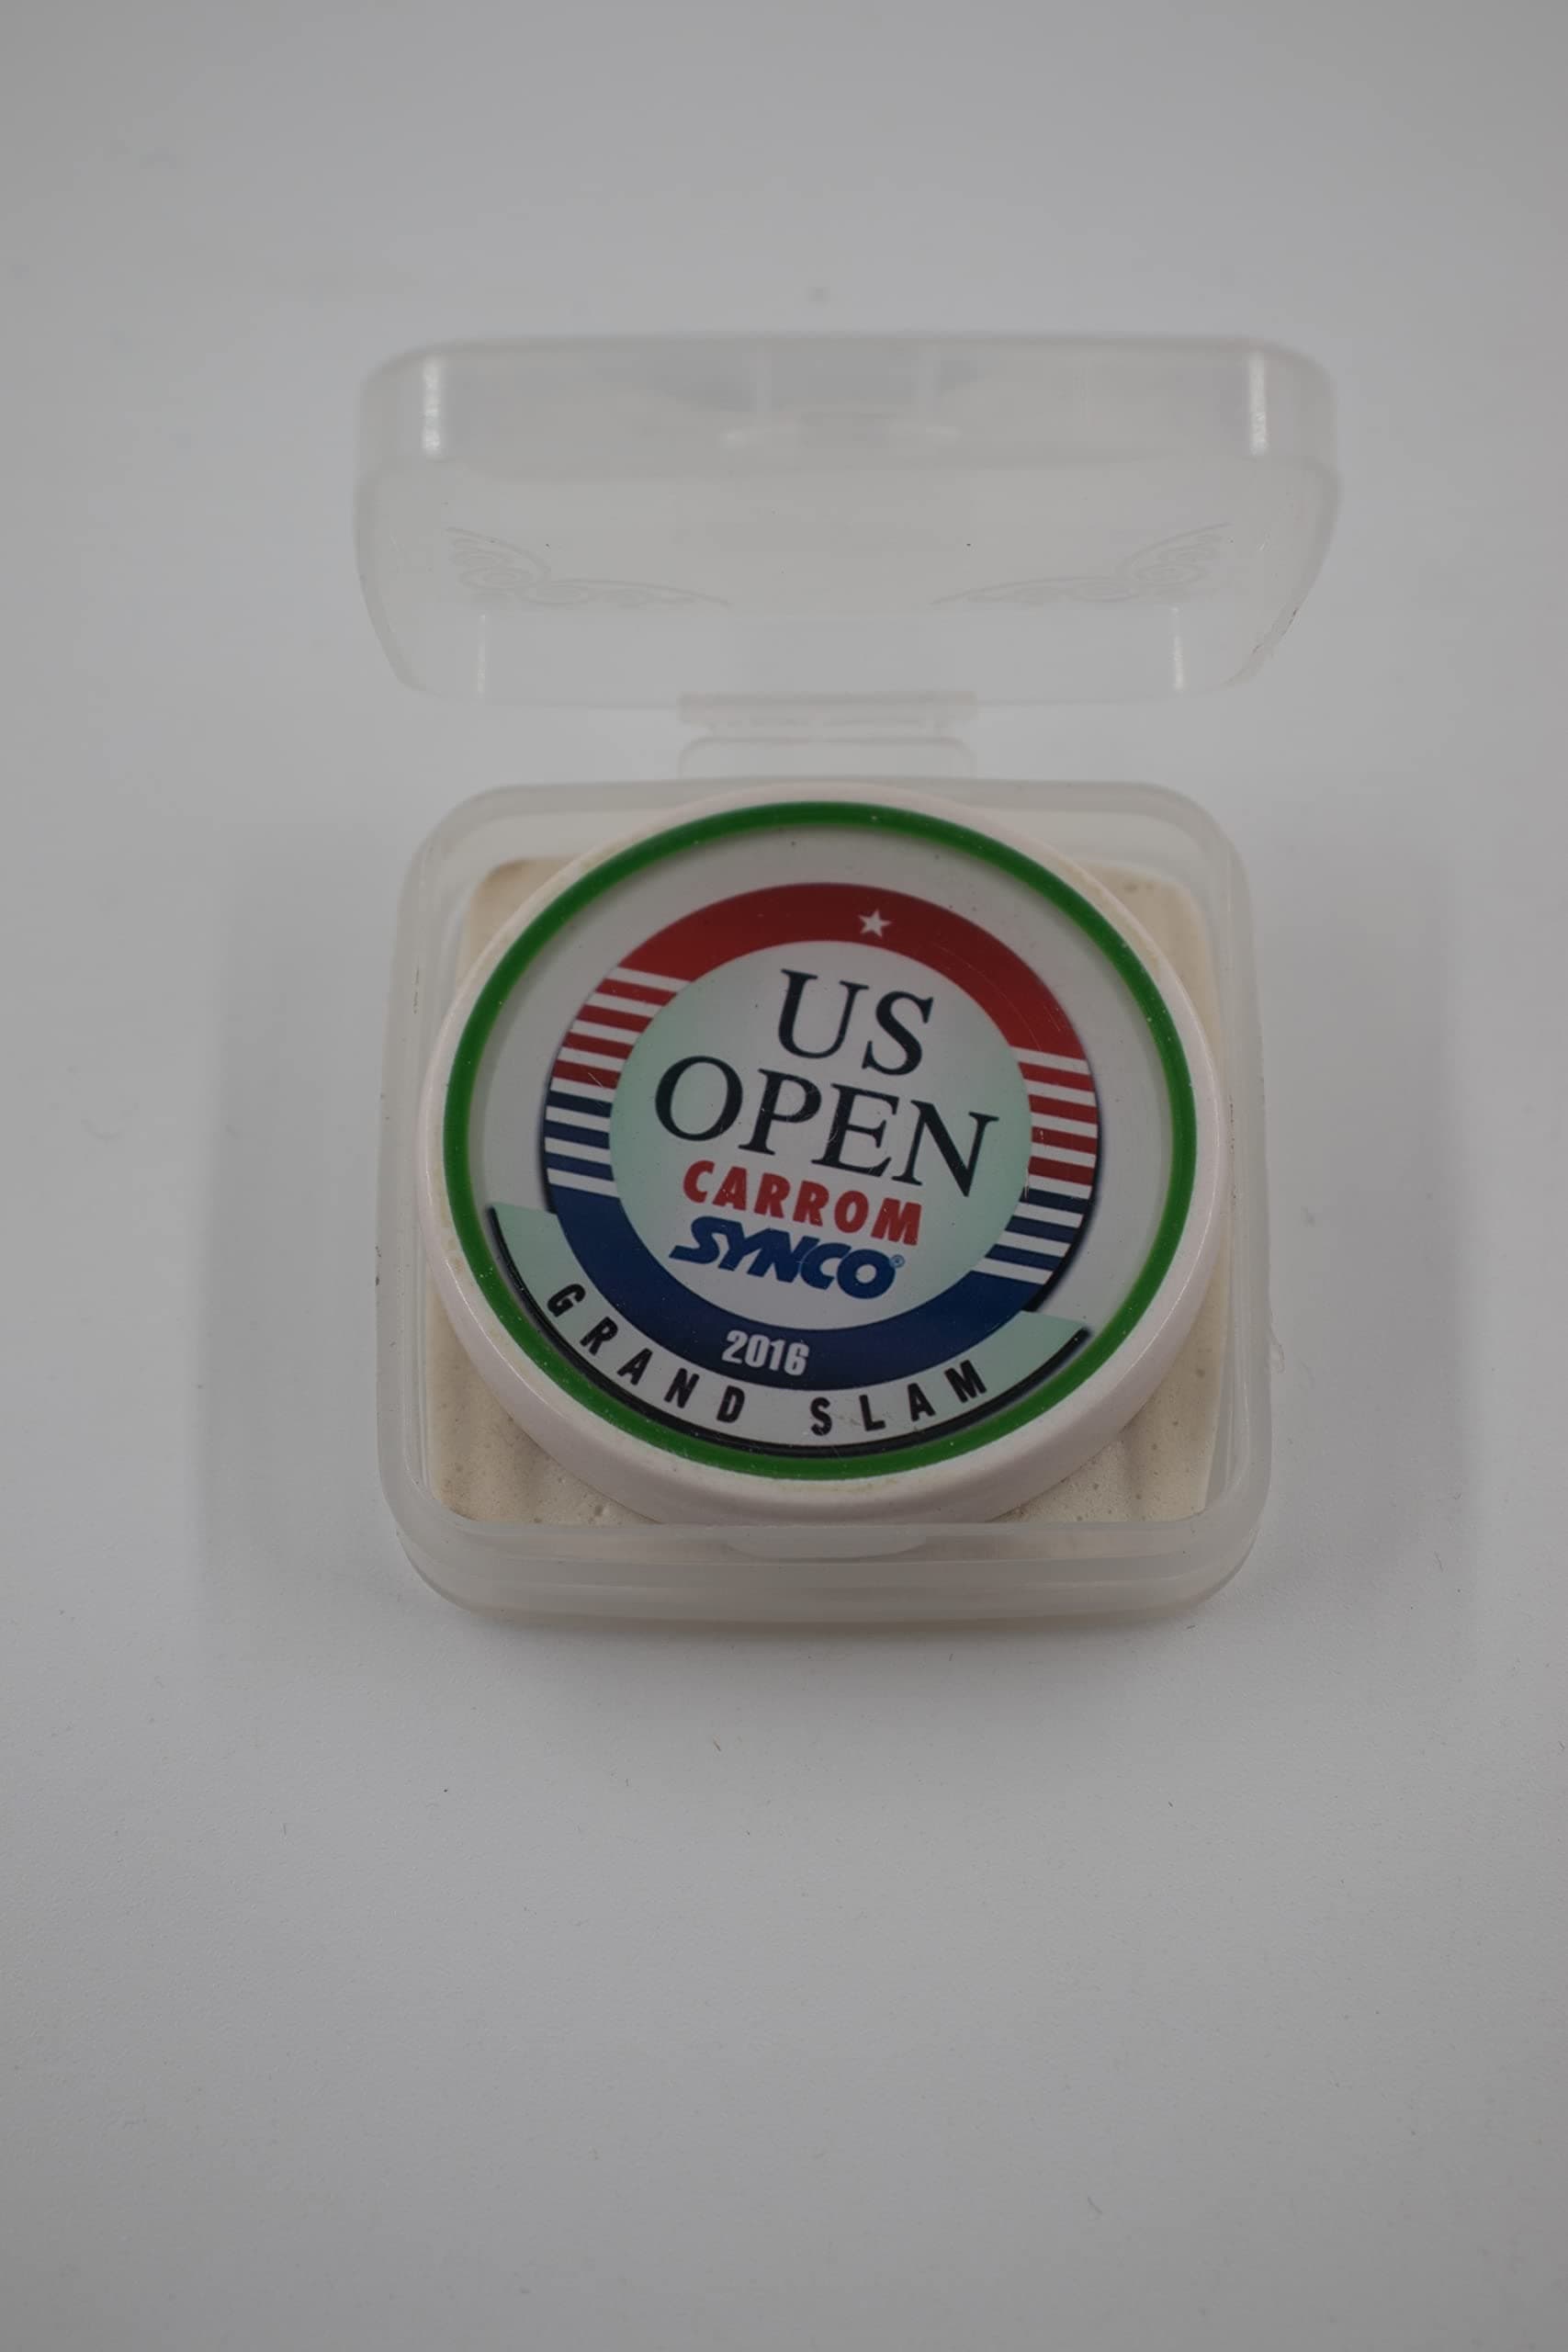 US
OPEN
CARROM
SYNCO®
2016
GRAND SLAM